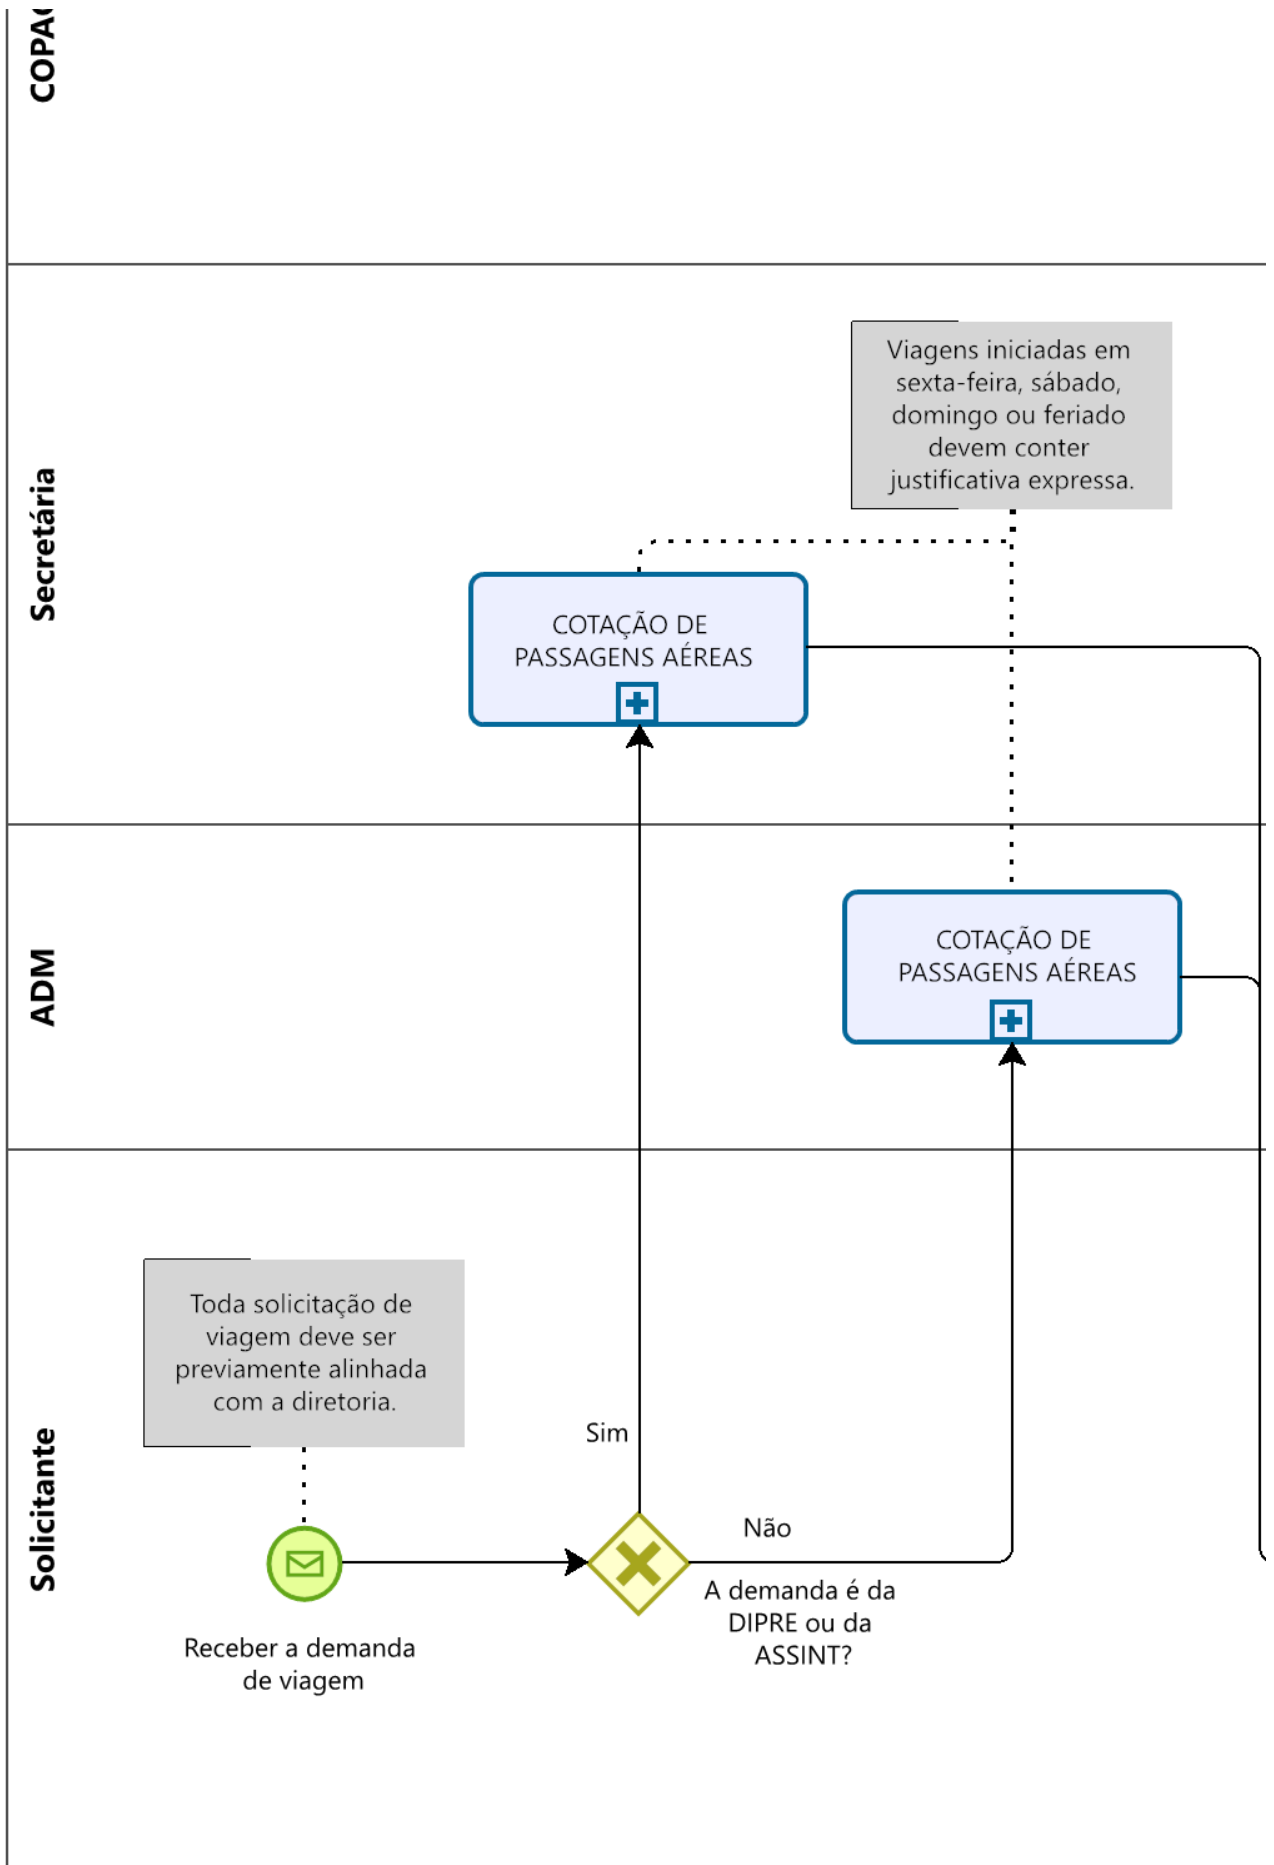 Secretária
Viagens iniciadas em
sexta-feira, sábado,
domingo ou feriado
devem conter
justificativa expressa.
COTAÇÃO DE
PASSAGENS AÉREAS
ADM
COTAÇÃO DE
PASSAGENS AÉREAS
Solicitante
Toda solicitação de
viagem deve ser
previamente alinhada
com a diretoria.
Sim
Não
A demanda é da
DIPRE ou da
ASSINT?
Receber a demanda
de viagem